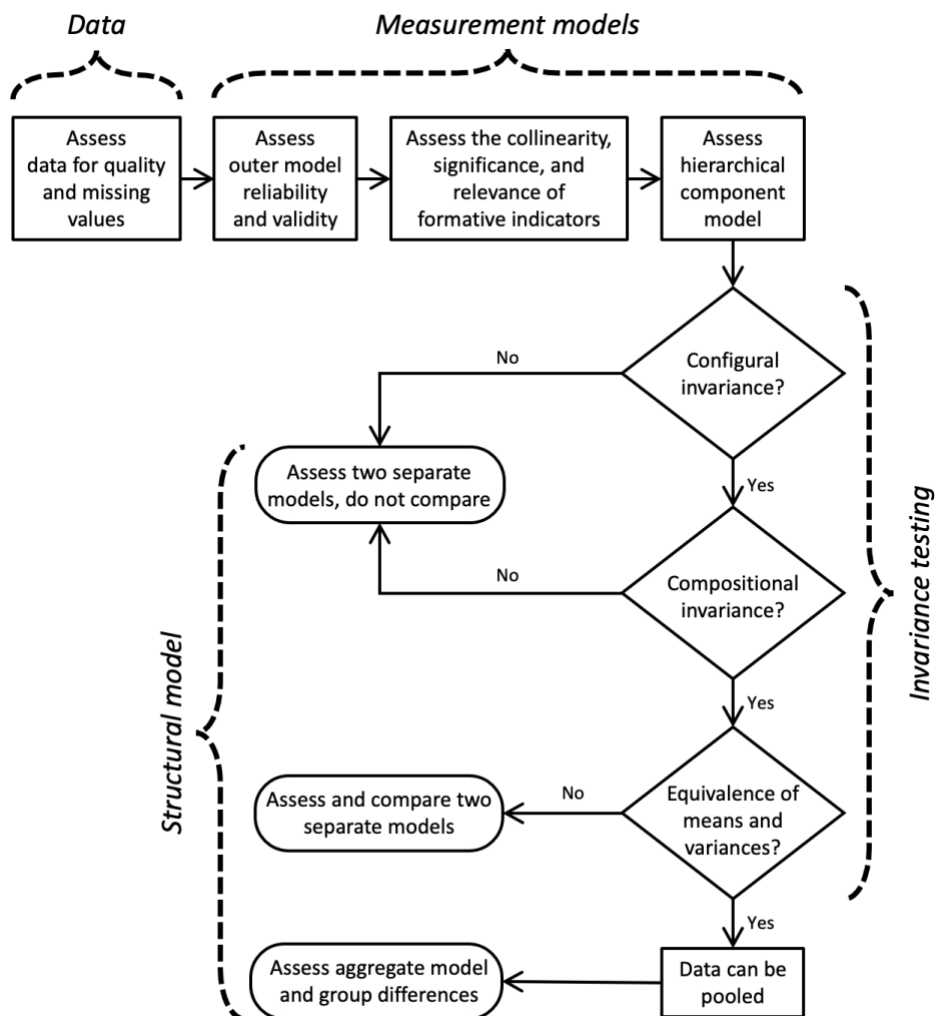 Data
Measurement models
Assess
data for quality
and missing
values
Assess
outer model
reliability
and validity
Assess the collinearity,
significance, and
relevance of
formative indicators
Assess
hierarchical
component
model
Configural
invariance?
No
Yes
Assess two separate
models, do not compare
Compositional
invariance?
No
Yes
Invariance testing
Structural model
Equivalence of
means and
variances?
No
Yes
Assess and compare two
separate models
Data can be
pooled
Assess aggregate model
and group differences